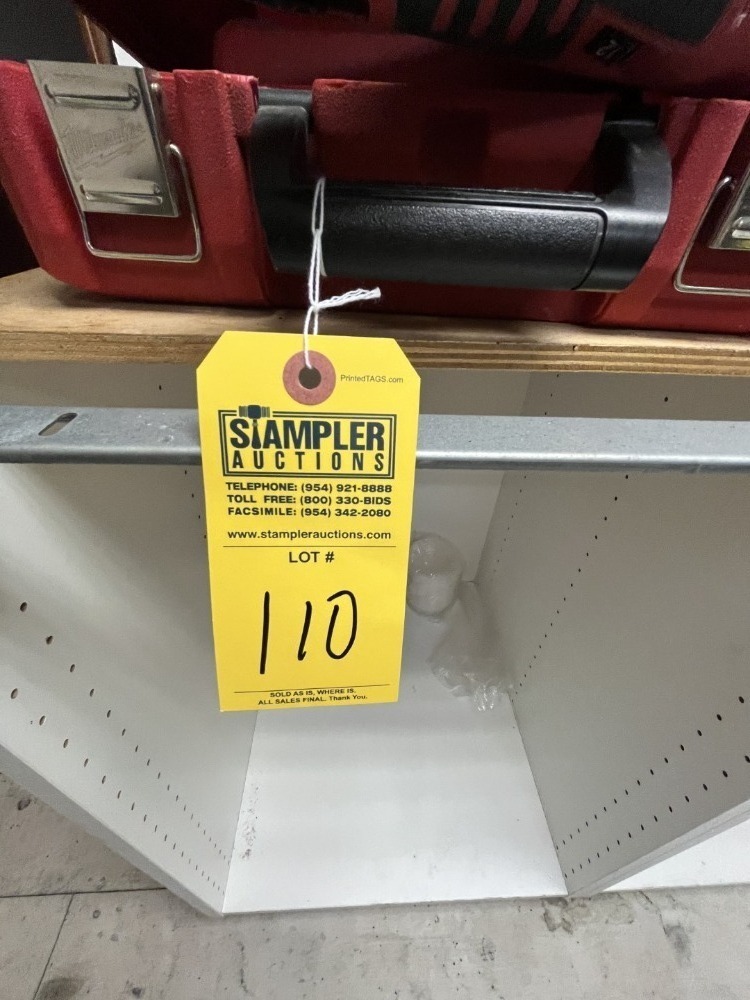 PrintedTAGS.com
STAMPLER
AUCTIONS
TELEPHONE: (954) 921-8888
TOLL FREE: (800) 330-BIDS
FACSIMILE: (954) 342-2080
www.stamplerauctions.com
LOT #
110
SOLD AS IS, WHERE IS.
ALL SALES FINAL. Thank You.